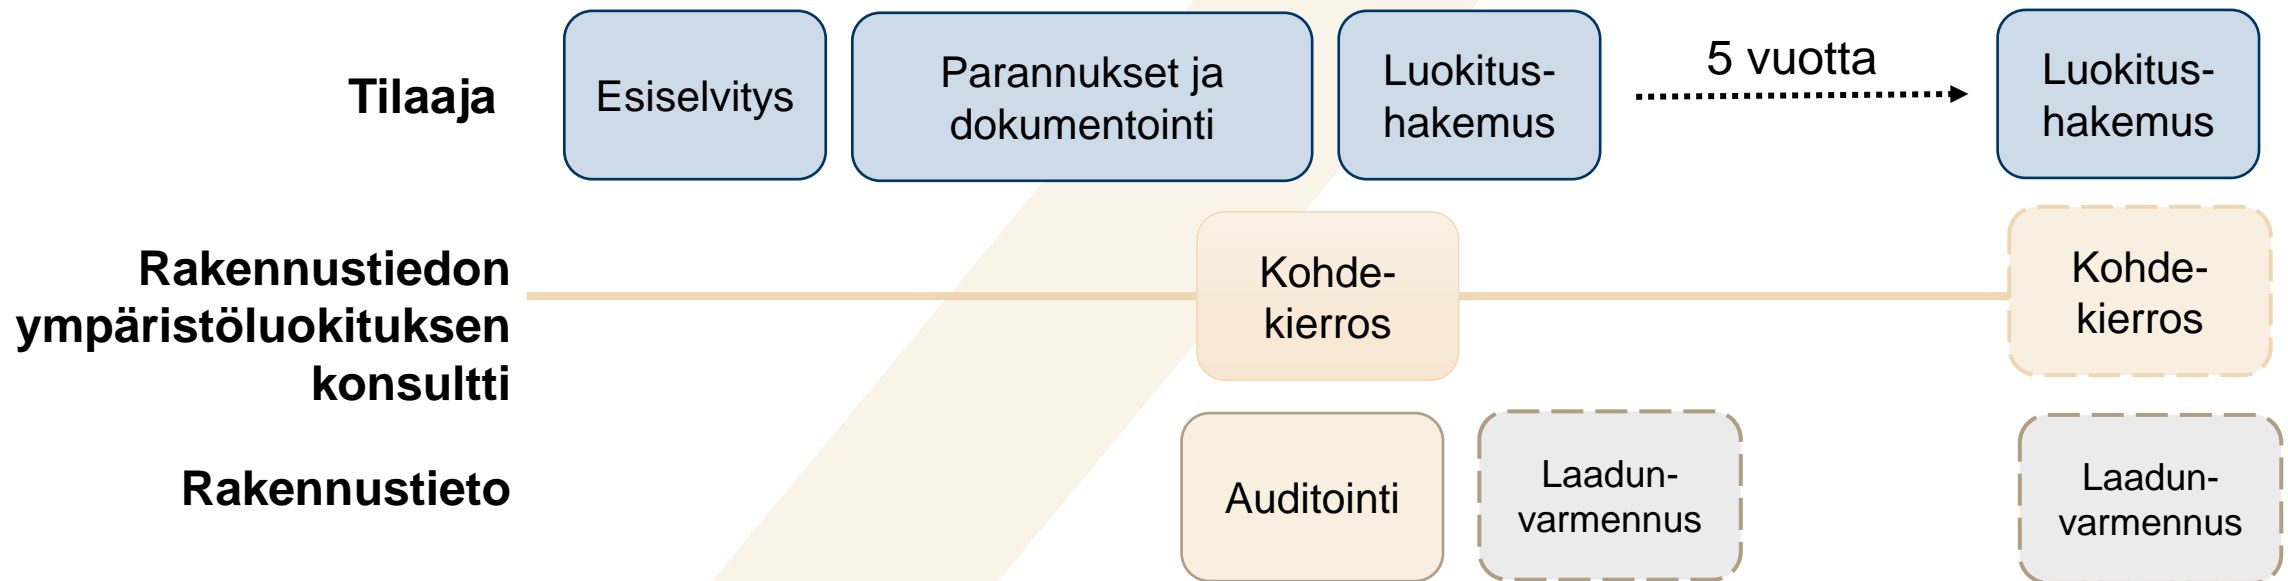 Tilaaja
Esiselvitys
Parannukset ja
dokumentointi
Luokitus-
hakemus
5 vuotta
Luokitus-
hakemus
Rakennustiedon
ympäristöluokituksen
konsultti
Kohde-
kierros
Kohde-
kierros
Rakennustieto
Auditointi
Laadun-
varmennus
Laadun-
varmennus